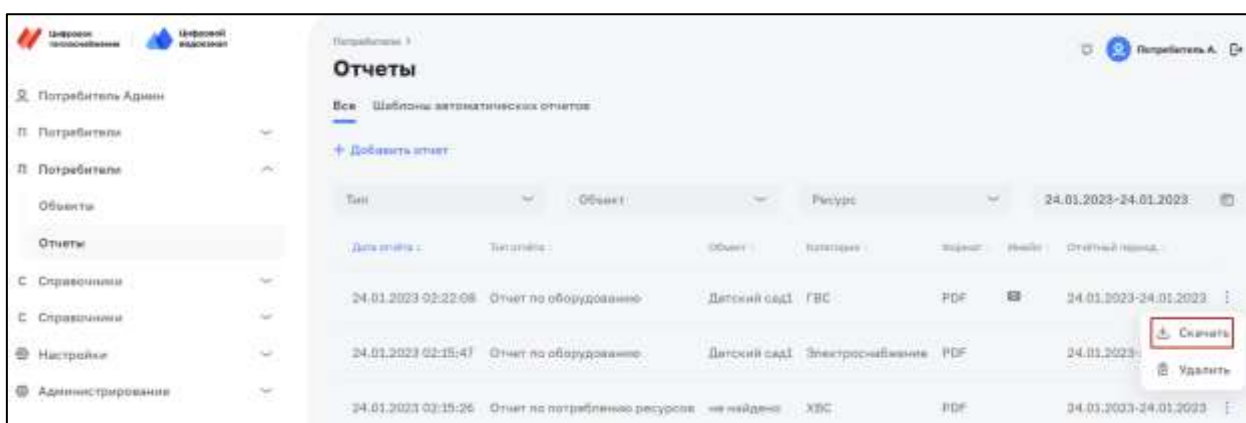 Цифровое теплоснабжение
Цифровой водоканал
Потребитель Админ
П Потребители
П Потребители
Объекты
Отчеты
С Справочники
С Справочники
Настройки
Администрирование
Потребители >
Потребитель А.
Отчеты
Все Шаблоны автоматических отчетов
+ Добавить отчет
Тип Объект Ресурс 24.01.2023-24.01.2023
Дата отчёта Тип отчёта Объект Категория Формат Имейл Отчётный период
24.01.2023 02:22:08 Отчет по оборудованию Детский сад1 ГВС PDF 24.01.2023-24.01.2023
Скачать
24.01.2023 02:15:47 Отчет по оборудованию Детский сад1 Электроснабжение PDF 24.01.2023-
Удалить
24.01.2023 02:15:26 Отчет по потреблению ресурсов не найдено ХВС PDF 24.01.2023-24.01.2023